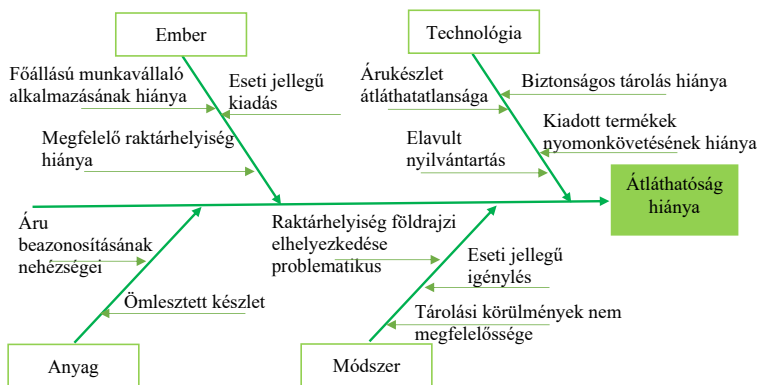 Ember
Technológia
Főállású munkavállaló
alkalmazásának hiánya
Eseti jellegű
kiadás
Megfelelő raktárhelyiség
hiánya
Árukészlet
átláthatatlansága
Biztonságos tárolás hiánya
Kiadott termékek
nyomonkövetésének hiánya
Elavult
nyilvántartás
Átláthatóság
hiánya
Áru
beazonosításának
nehézségei
Ömlesztett készlet
Raktárhelyiség földrajzi
elhelyezkedése
problematikus
Eseti jellegű
igénylés
Tárolási körülmények nem
megfelelőssége
Anyag
Módszer